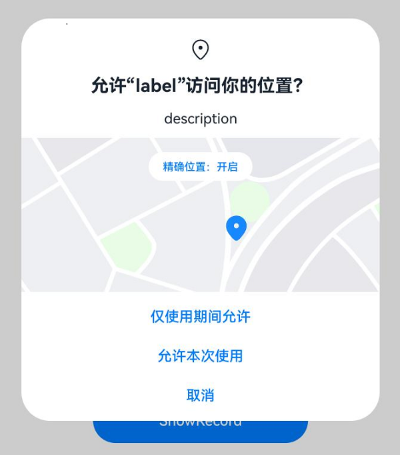 允许“label”访问你的位置?
description
精确位置：开启
仅使用期间允许
允许本次使用
取消
ShowRecord